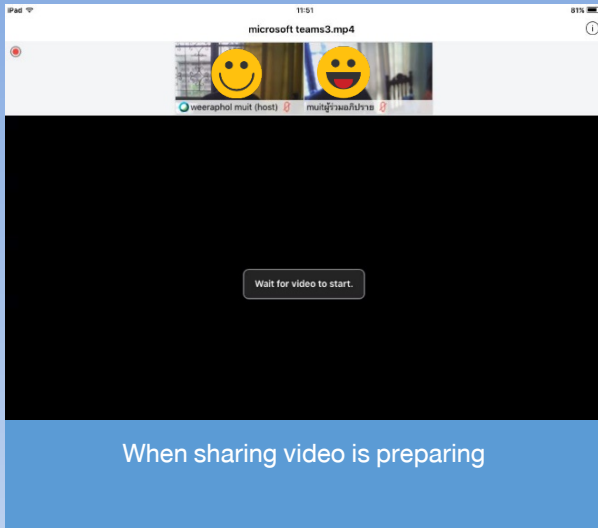 iPad 11:51 81%
microsoft teams3.mp4
weeraphol muit (host) muitผู้ร่วมอภิปราย
Wait for video to start.
When sharing video is preparing